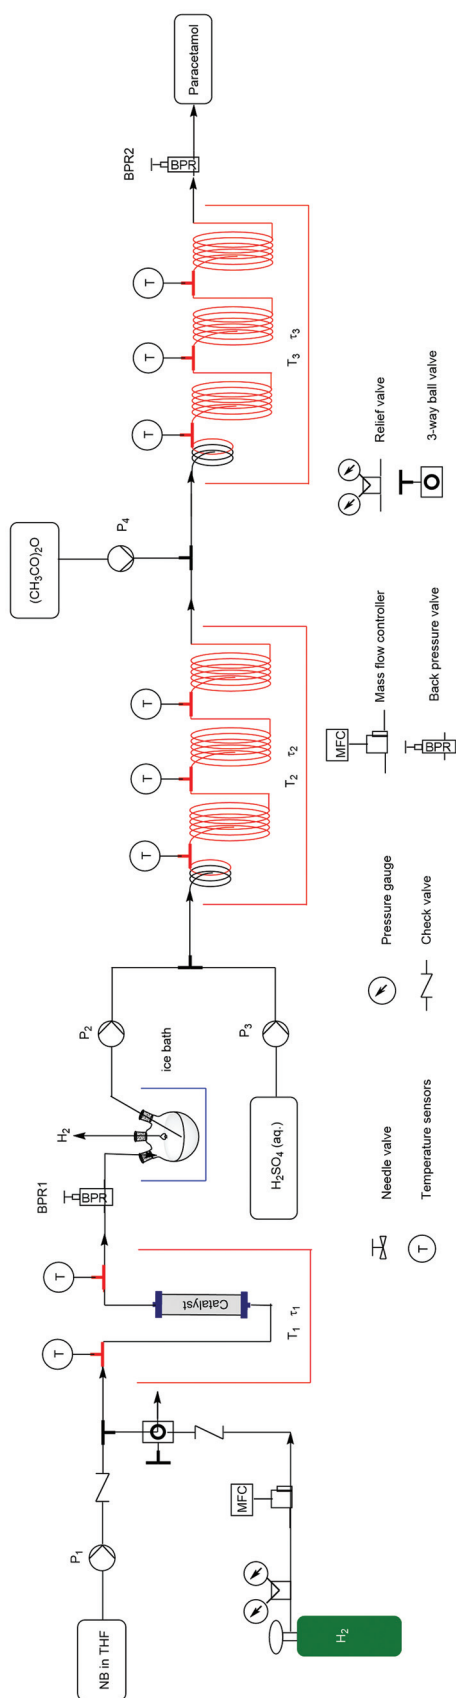 NB in THF
P1
H2
MFC
T
T
Catalyst
T1 τ1
BPR1
BPR
H2
ice bath
P2
H2SO4 (aq.)
P3
T
T
T
T2 τ2
(CH3CO)2O
P4
T
T
T
T3 τ3
BPR2
BPR
Paracetamol
Needle valve
Pressure gauge
MFC
Mass flow controller
Relief valve
T
Temperature sensors
Check valve
BPR
Back pressure valve
3-way ball valve